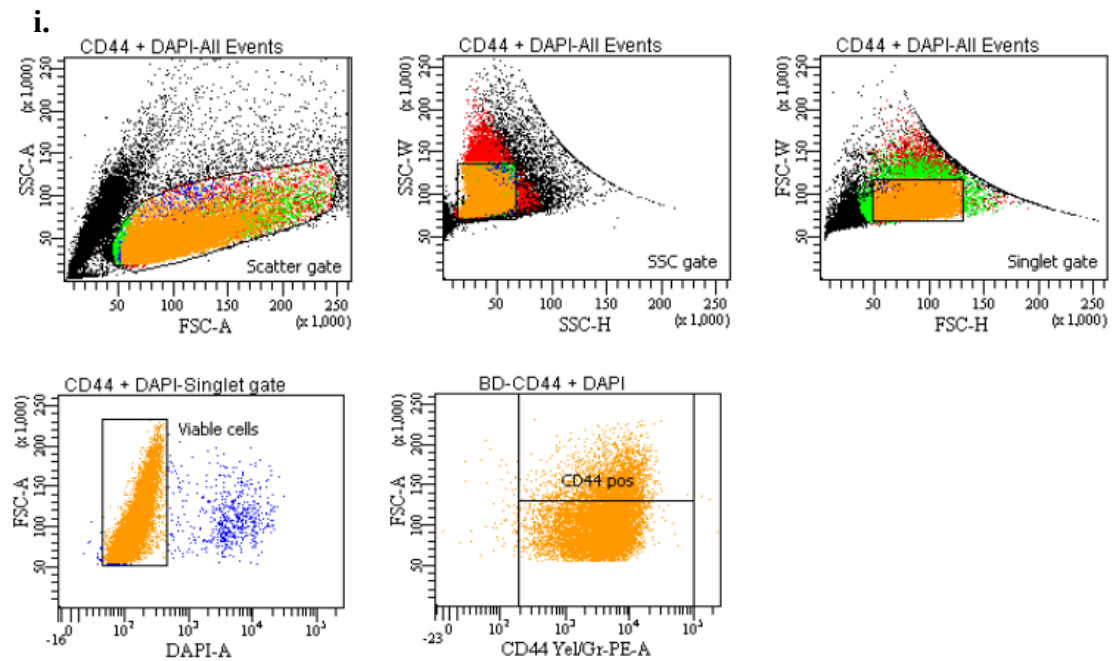 i.
CD44 + DAPI-All Events
SSC-A
(x 1,000)
50 100 150 200 250
Scatter gate
50 100 150 200 250
FSC-A
(x 1,000)
CD44 + DAPI-All Events
SSC-W
(x 1,000)
50 100 150 200 250
SSC gate
50 100 150 200 250
SSC-H
(x 1,000)
CD44 + DAPI-All Events
FSC-W
(x 1,000)
50 100 150 200 250
Singlet gate
50 100 150 200 250
FSC-H
(x 1,000)
CD44 + DAPI-Singlet gate
FSC-A
(x 1,000)
50 100 150 200 250
Viable cells
-16 0 10² 10³ 10⁴ 10⁵
DAPI-A
BD-CD44 + DAPI
FSC-A
(x 1,000)
50 100 150 200 250
CD44 pos
-23 0 10² 10³ 10⁴ 10⁵
CD44 Yel/Gr-PE-A